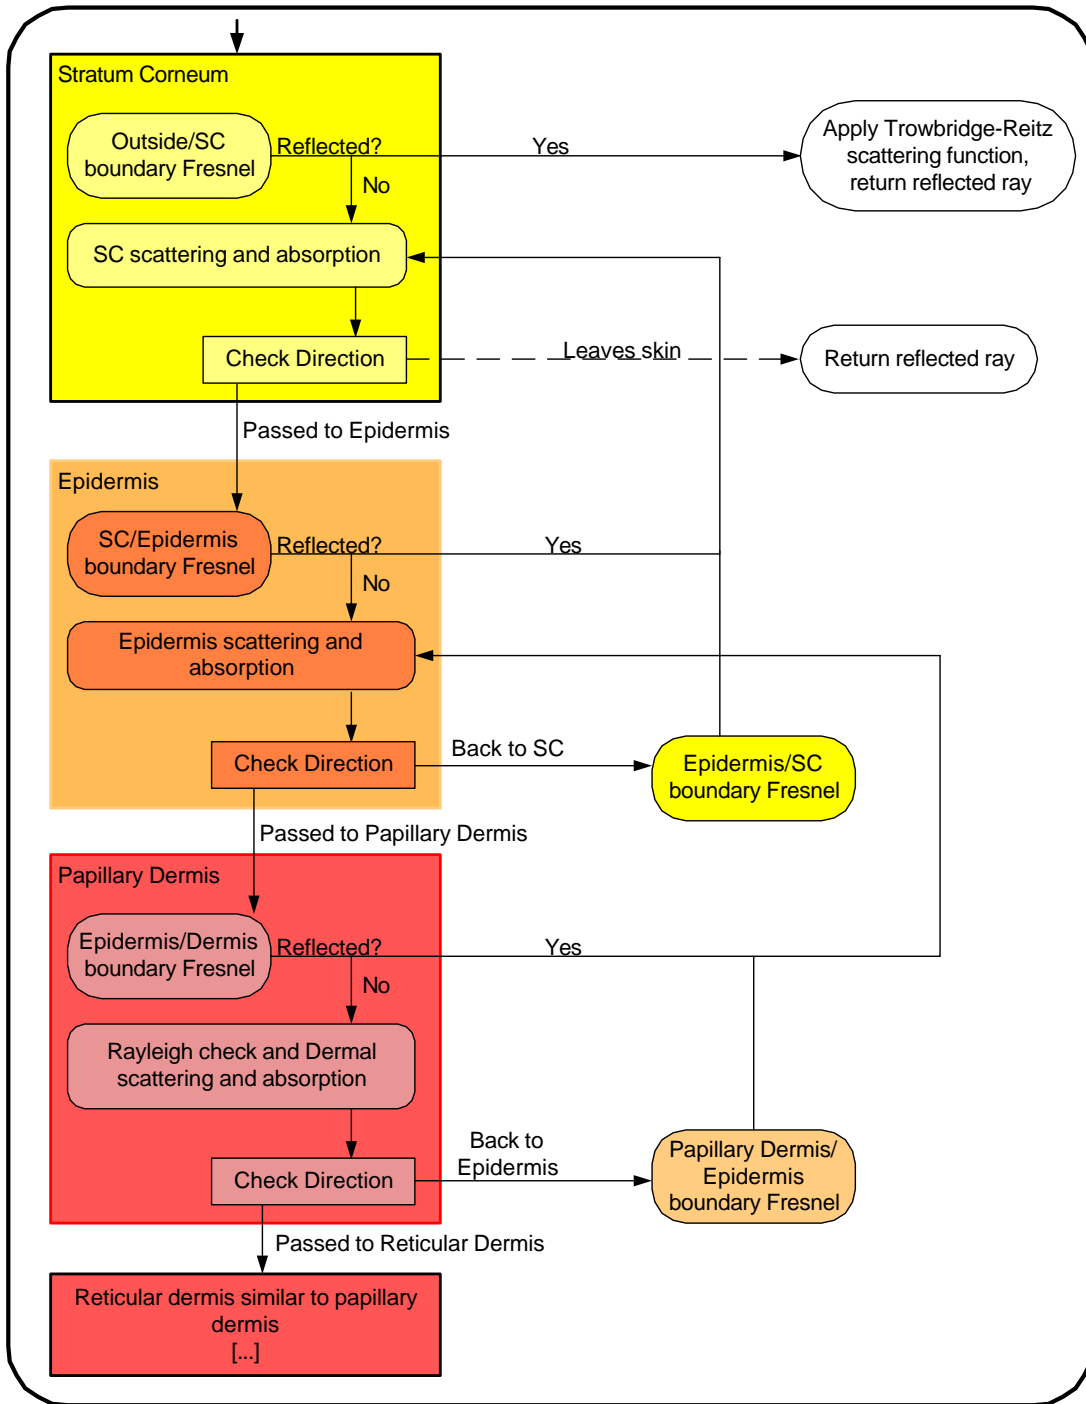 Stratum Corneum
Outside/SC
boundary Fresnel
Reflected?
Yes
Apply Trowbridge-Reitz
scattering function,
return reflected ray
No
SC scattering and absorption
Check Direction
Leaves skin
Return reflected ray
Passed to Epidermis
Epidermis
SC/Epidermis
boundary Fresnel
Reflected?
Yes
No
Epidermis scattering and
absorption
Check Direction
Back to SC
Epidermis/SC
boundary Fresnel
Passed to Papillary Dermis
Papillary Dermis
Epidermis/Dermis
boundary Fresnel
Reflected?
Yes
No
Rayleigh check and Dermal
scattering and absorption
Check Direction
Back to
Epidermis
Papillary Dermis/
Epidermis
boundary Fresnel
Passed to Reticular Dermis
Reticular dermis similar to papillary
dermis
[...]